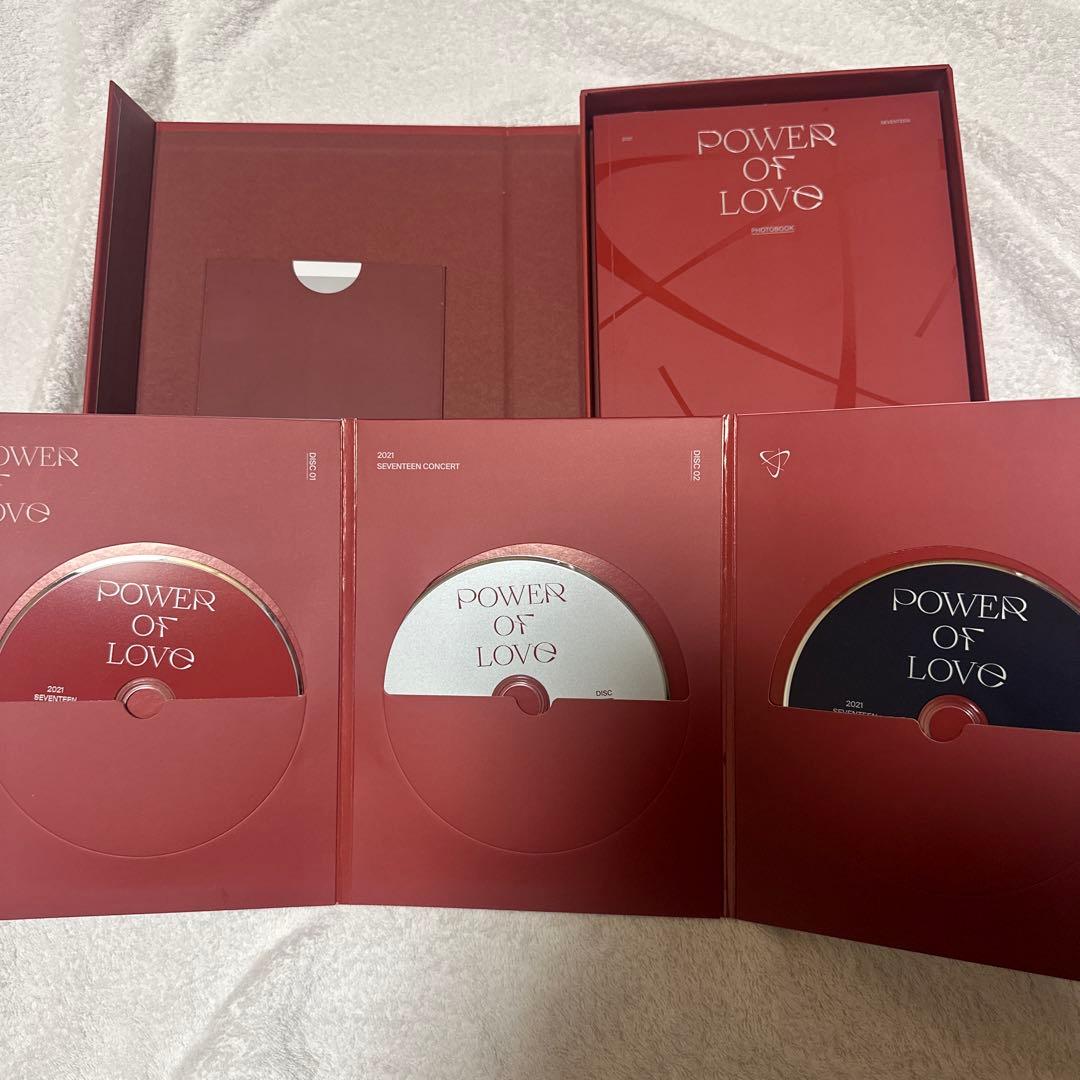 2021
SEVENTEEN
POWER
OF
LOVE
PHOTOBOOK
OWER
OVE
DISC 01
POWER
OF
LOVE
2021
SEVENTEEN
2021
SEVENTEEN CONCERT
DISC 02
POWER
OF
LOVE
DISC
POWER
OF
LOVE
2021
SEVENTEEN